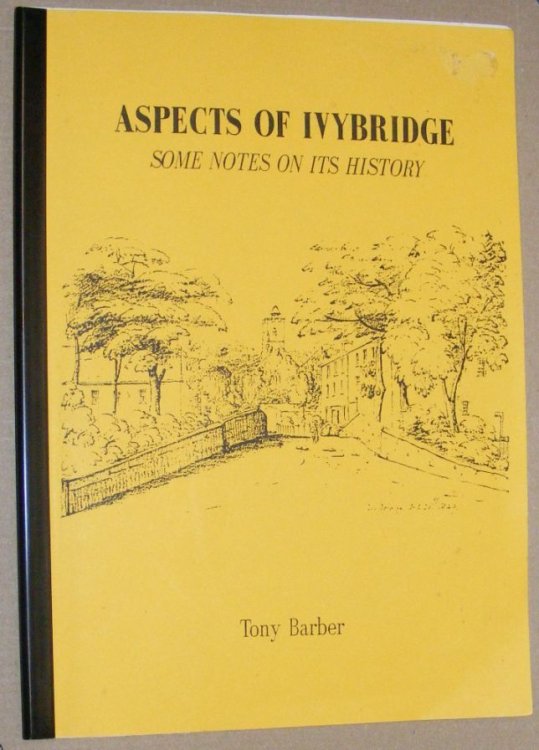 ASPECTS OF IVYBRIDGE
SOME NOTES ON ITS HISTORY
Tony Barber